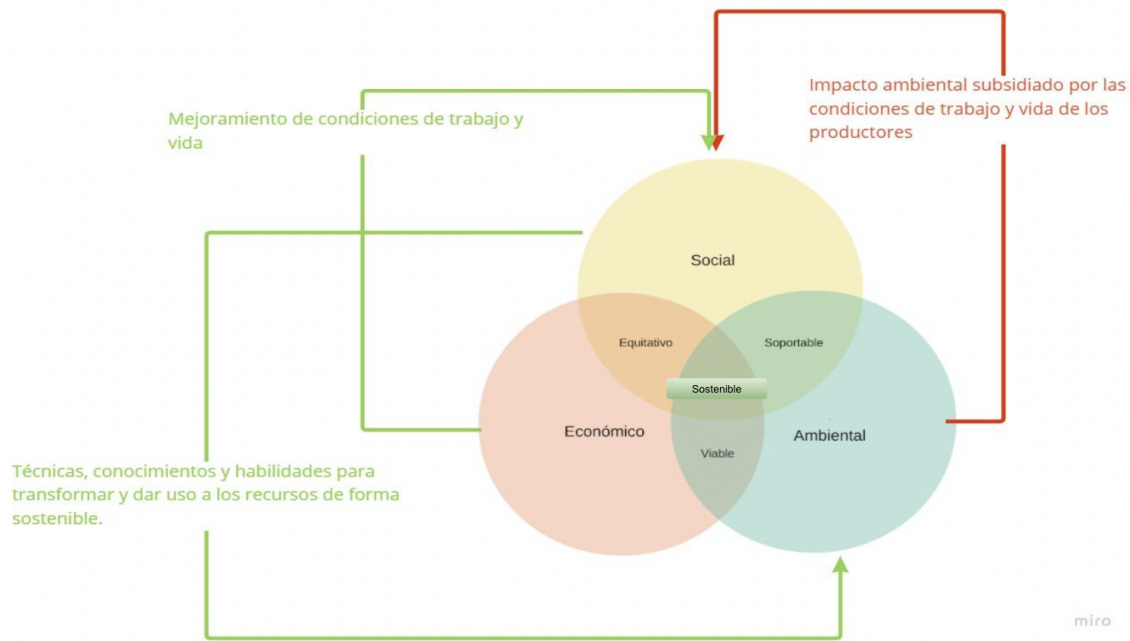 Impacto ambiental subsidiado por las
condiciones de trabajo y vida de los
productores
Mejoramiento de condiciones de trabajo y
vida
Social
Equitativo
Soportable
Sostenible
Económico
Ambiental
Viable
Técnicas, conocimientos y habilidades para
transformar y dar uso a los recursos de forma
sostenible.
miro